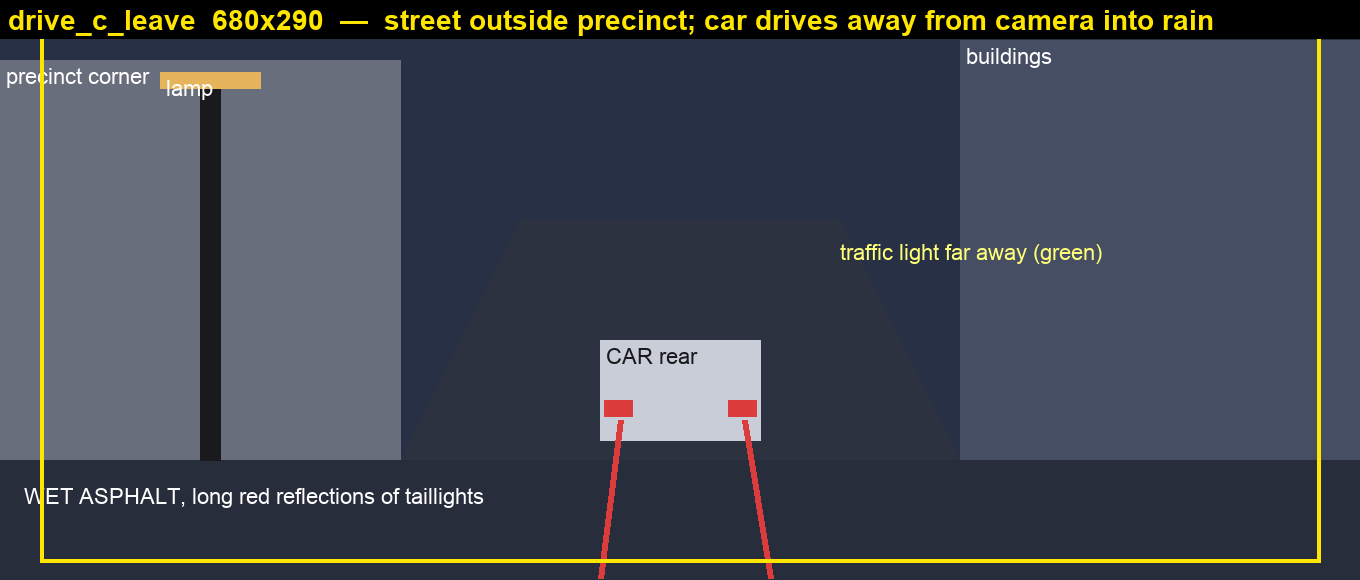 drive_c_leave 680x290 — street outside precinct; car drives away from camera into rain
buildings
precinct corner
lamp
traffic light far away (green)
CAR rear
WET ASPHALT, long red reflections of taillights